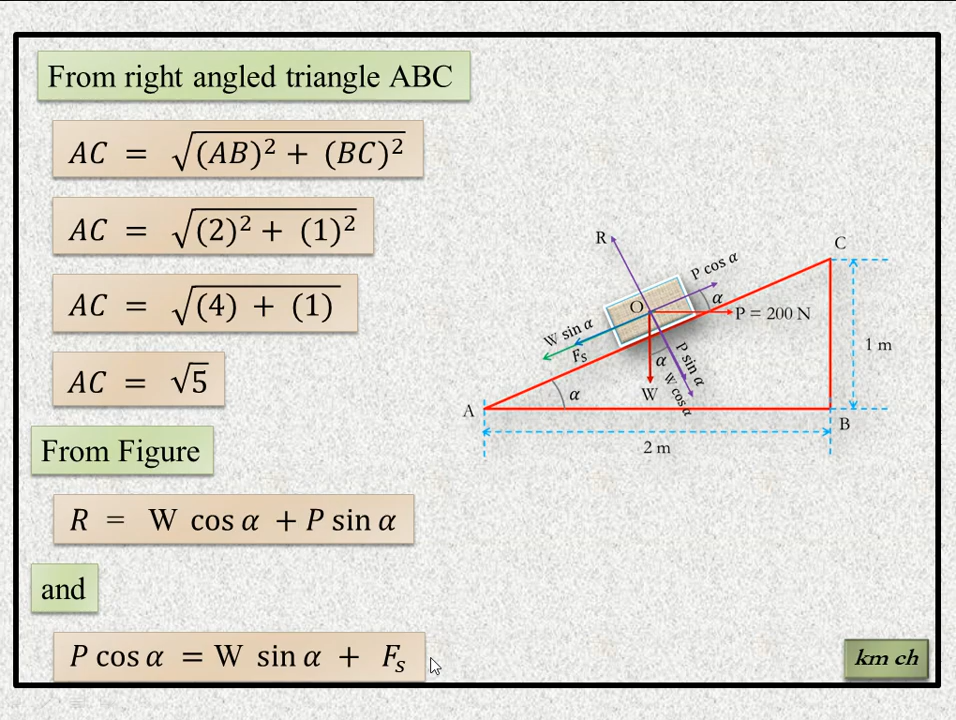 From right angled triangle ABC
AC = √(AB)² + (BC)²
AC = √(2)² + (1)²
AC = √(4) + (1)
AC = √5
From Figure
R = W cos α + P sin α
and
P cos α = W sin α + Fₛ
R
C
P cos α
α
O
P = 200 N
W sin α
Fₛ
α
P sin α
W
W cos α
1 m
A
α
B
2 m
km ch